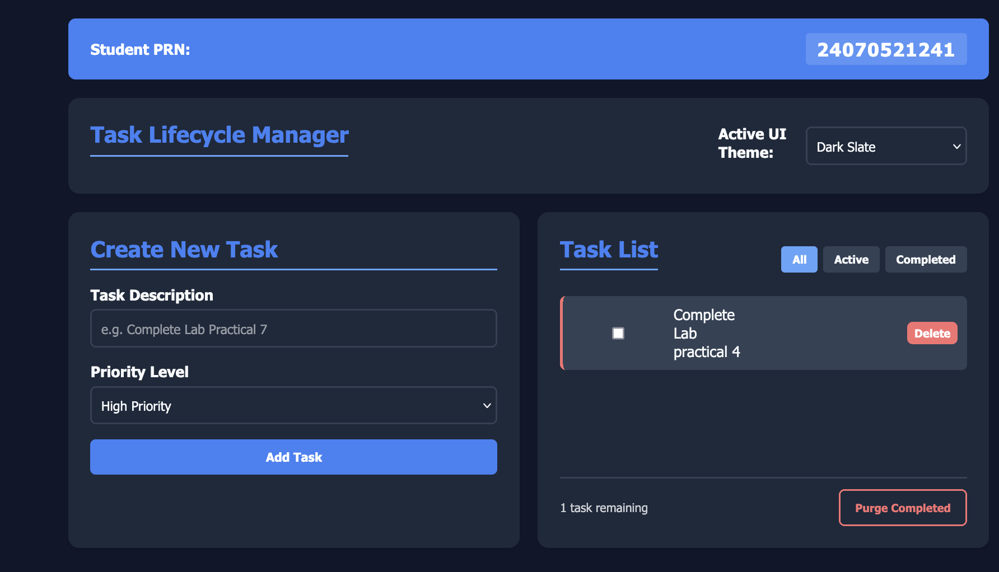 Student PRN:
24070521241
Task Lifecycle Manager
Active UI
Theme:
Dark Slate
Create New Task
Task Description
e.g. Complete Lab Practical 7
Priority Level
High Priority
Add Task
Task List
All
Active
Completed
Complete
Lab
practical 4
Delete
1 task remaining
Purge Completed